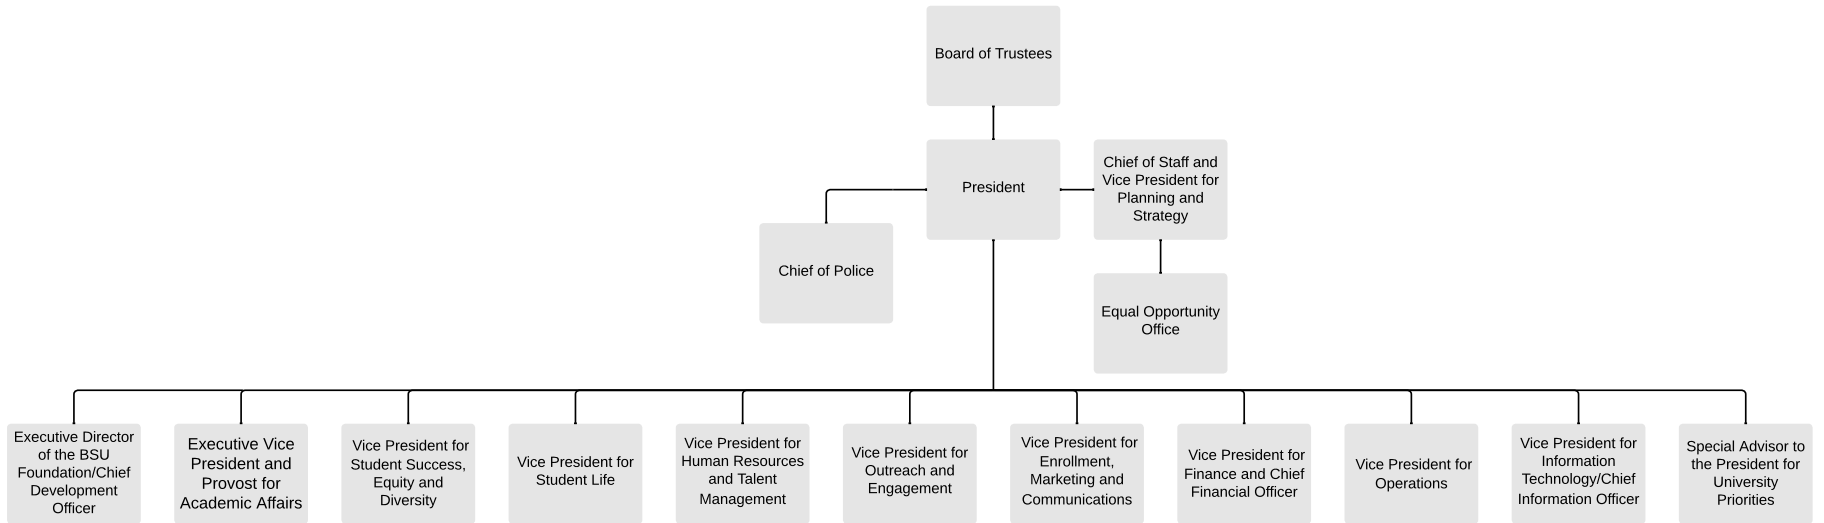 Board of Trustees
President
Chief of Staff and
Vice President for
Planning and
Strategy
Chief of Police
Equal Opportunity
Office
Executive Director
of the BSU
Foundation/Chief
Development
Officer
Executive Vice
President and
Provost for
Academic Affairs
Vice President for
Student Success,
Equity and
Diversity
Vice President for
Student Life
Vice President for
Human Resources
and Talent
Management
Vice President for
Outreach and
Engagement
Vice President for
Enrollment,
Marketing and
Communications
Vice President for
Finance and Chief
Financial Officer
Vice President for
Operations
Vice President for
Information
Technology/Chief
Information Officer
Special Advisor to
the President for
University
Priorities